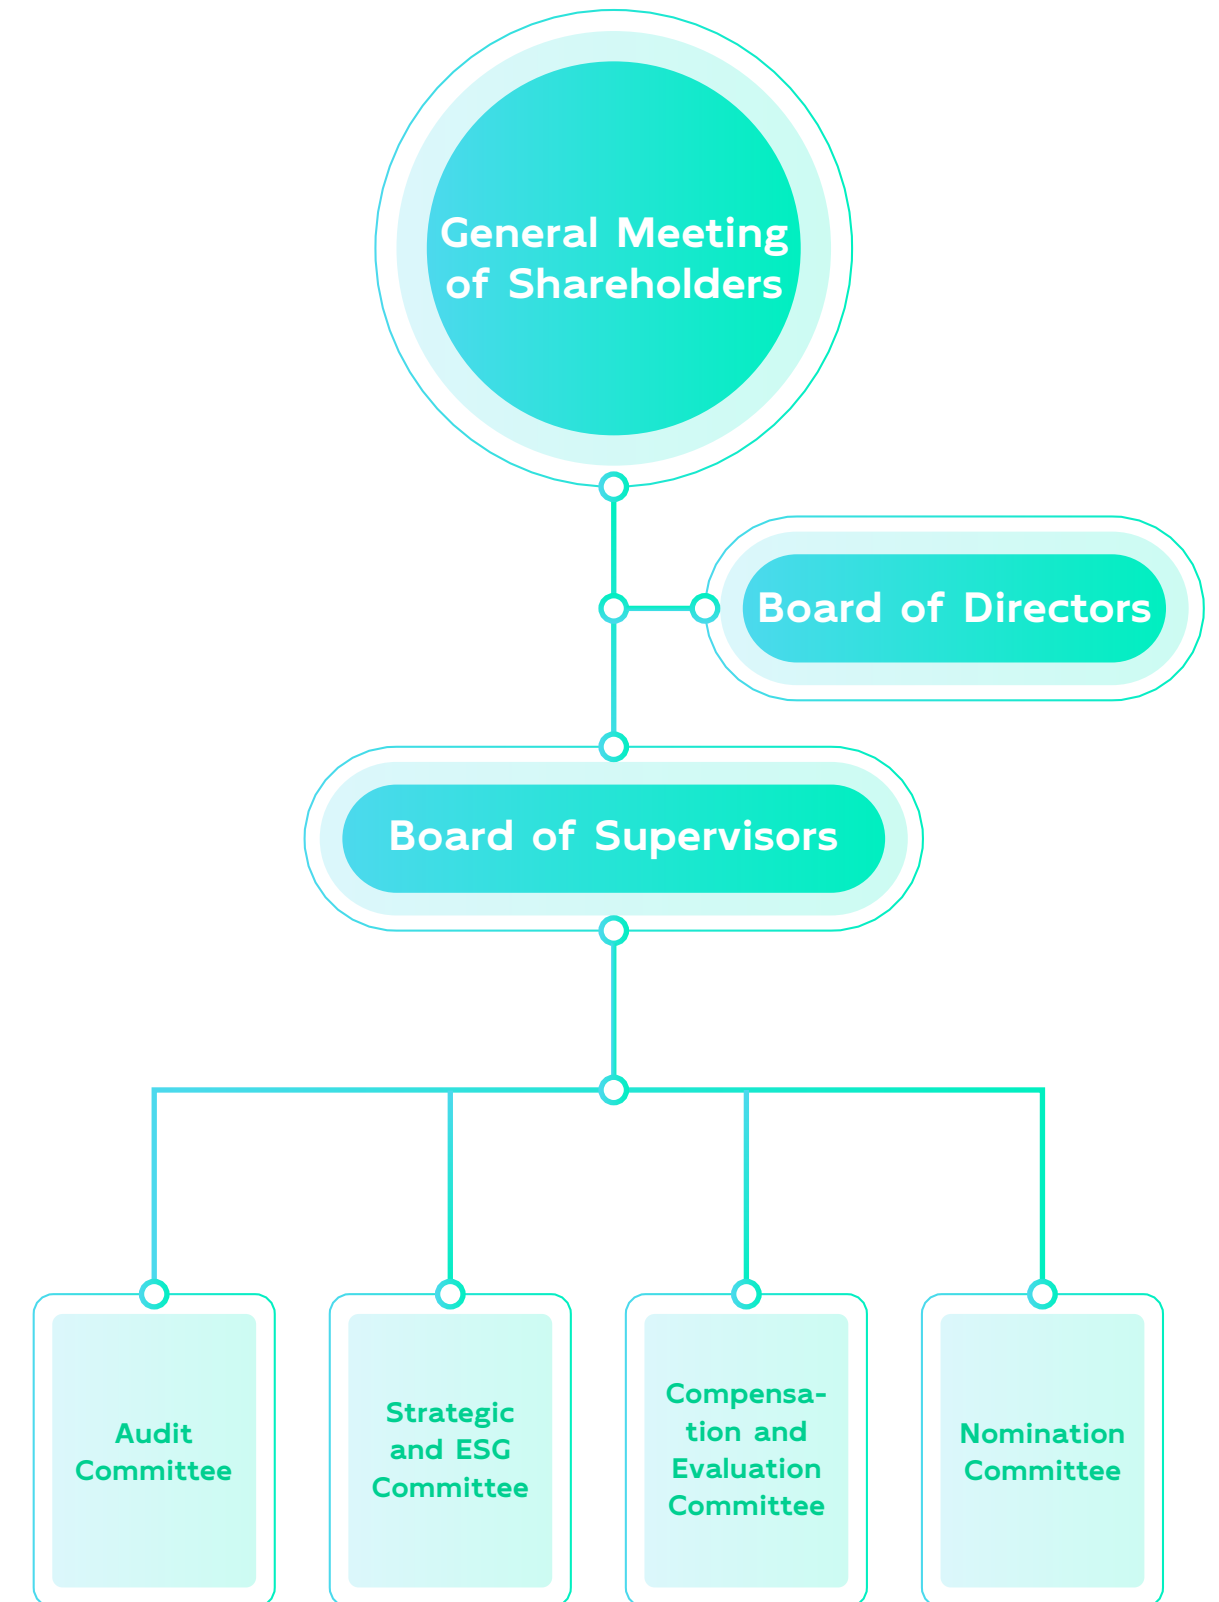 General Meeting
of Shareholders
Board of Directors
Board of Supervisors
Audit
Committee
Strategic
and ESG
Committee
Compensa-
tion and
Evaluation
Committee
Nomination
Committee